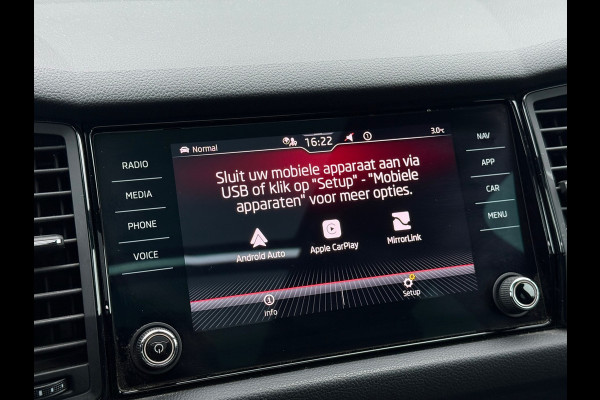 Normal
16:22
3.0°C
RADIO
MEDIA
PHONE
VOICE
NAV
APP
CAR
MENU
Sluit uw mobiele apparaat aan via
USB of klik op "Setup" - "Mobiele
apparaten" voor meer opties.
Android Auto
Apple CarPlay
MirrorLink
Info
Setup